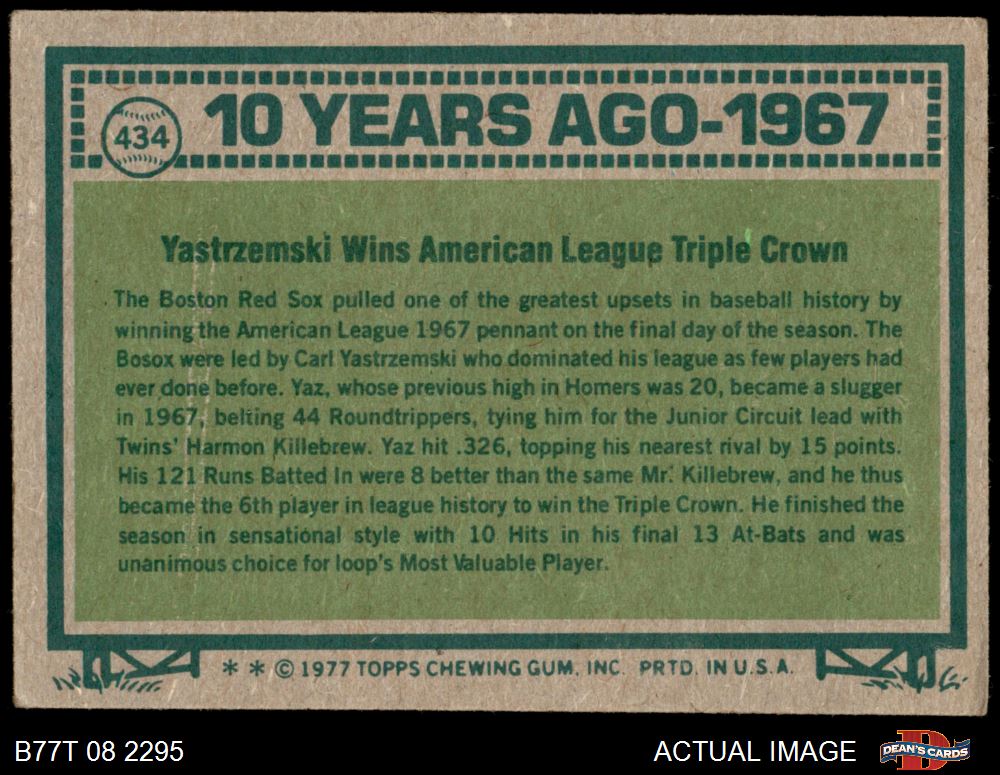 434
10 YEARS AGO-1967
Yastrzemski Wins American League Triple Crown
The Boston Red Sox pulled one of the greatest upsets in baseball history by
winning the American League 1967 pennant on the final day of the season. The
Bosox were led by Carl Yastrzemski who dominated his league as few players had
ever done before. Yaz, whose previous high in Homers was 20, became a slugger
in 1967, belting 44 Roundtrippers, tying him for the Junior Circuit lead with
Twins' Harmon Killebrew. Yaz hit .326, topping his nearest rival by 15 points.
His 121 Runs Batted In were 8 better than the same Mr. Killebrew, and he thus
became the 6th player in league history to win the Triple Crown. He finished the
season in sensational style with 10 Hits in his final 13 At-Bats and was
unanimous choice for loop's Most Valuable Player.
* * © 1977 TOPPS CHEWING GUM, INC. PRTD. IN U.S.A.
B77T 08 2295
ACTUAL IMAGE
DEAN'S CARDS